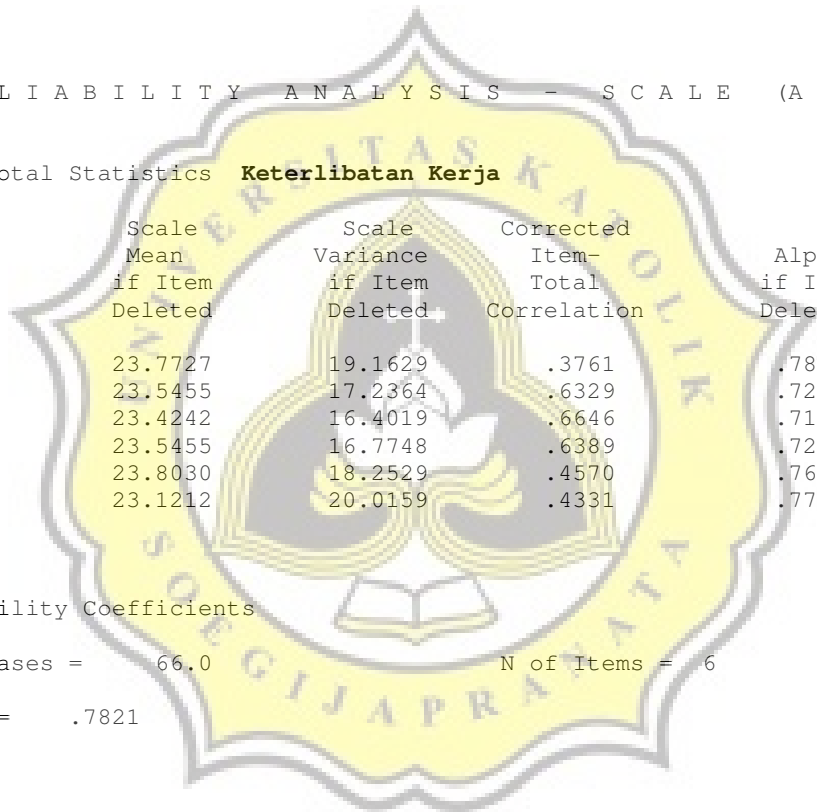 L I A B I L I T Y A N A L Y S I S - S C A L E (A
otal Statistics Keterlibatan Kerja
Scale Scale Corrected
Mean Variance Item- Alp
if Item if Item Total if I
Deleted Deleted Correlation Dele
23.7727 19.1629 .3761 .78
23.5455 17.2364 .6329 .72
23.4242 16.4019 .6646 .71
23.5455 16.7748 .6389 .72
23.8030 18.2529 .4570 .76
23.1212 20.0159 .4331 .77
ility Coefficients
ases = 66.0 N of Items = 6
= .7821
UNIVERSITAS KATOLIK
SOEGIJAPRANATA